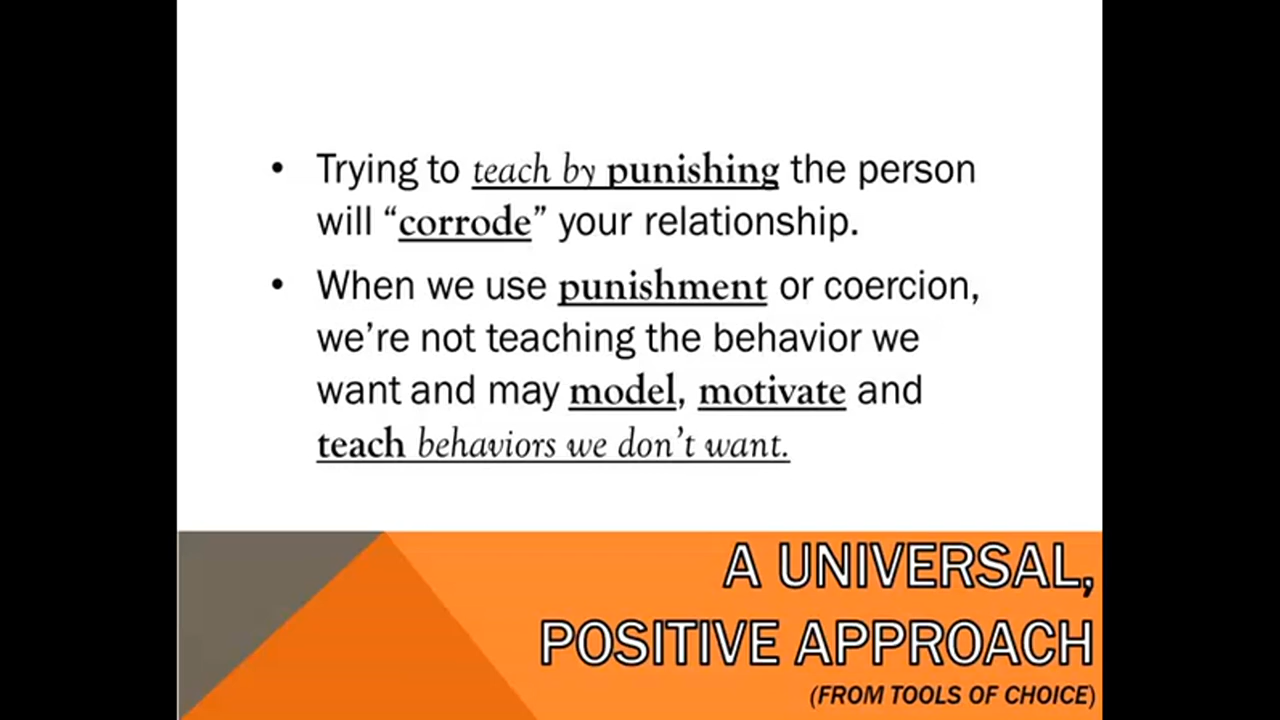 • Trying to teach by punishing the person
will “corrode” your relationship.
• When we use punishment or coercion,
we’re not teaching the behavior we
want and may model, motivate and
teach behaviors we don’t want.
A UNIVERSAL,
POSITIVE APPROACH
(FROM TOOLS OF CHOICE)